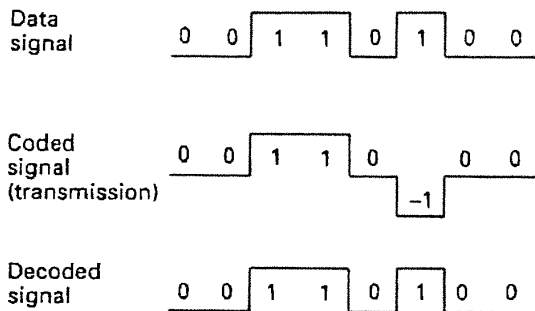 Data
signal
0 0 1 1 0 1 0 0
Coded
signal
(transmission)
0 0 1 1 0 0 0
-1
Decoded
signal
0 0 1 1 0 1 0 0